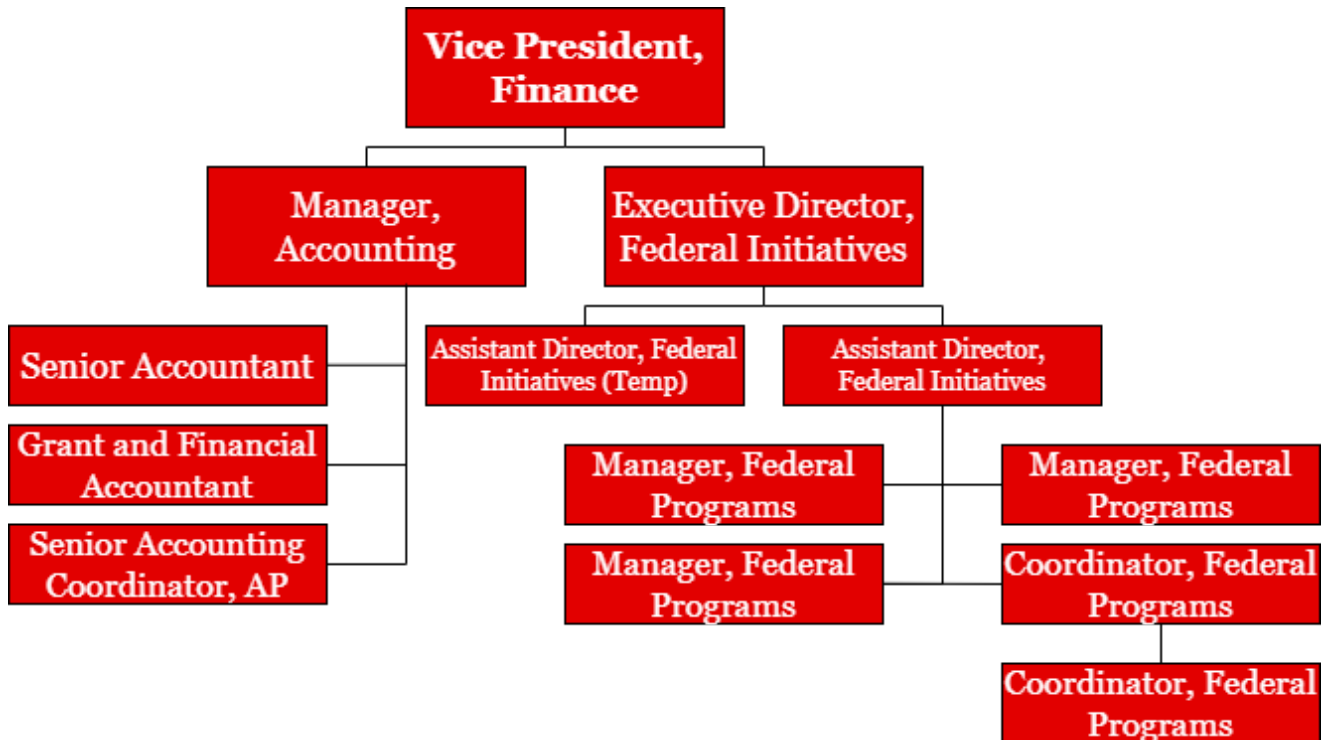 Vice President,
Finance
Manager,
Accounting
Executive Director,
Federal Initiatives
Senior Accountant
Grant and Financial
Accountant
Senior Accounting
Coordinator, AP
Assistant Director, Federal
Initiatives (Temp)
Assistant Director,
Federal Initiatives
Manager, Federal
Programs
Manager, Federal
Programs
Manager, Federal
Programs
Coordinator, Federal
Programs
Coordinator, Federal
Programs